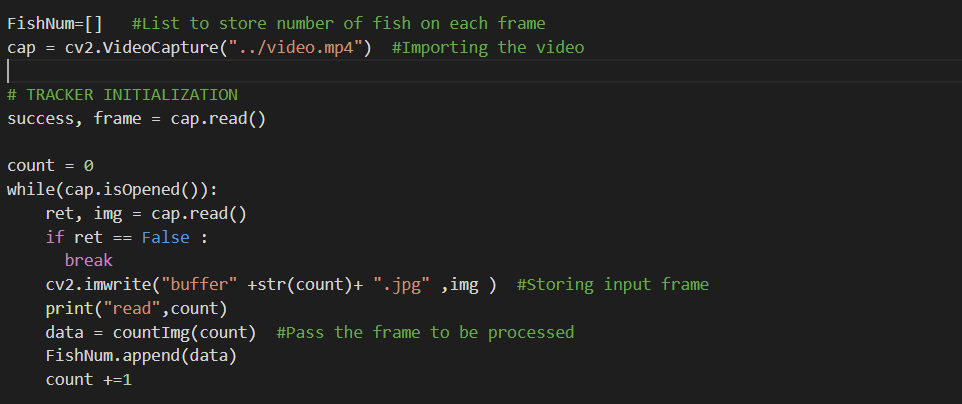 FishNum=[]   #List to store number of fish on each frame
cap = cv2.VideoCapture("../video.mp4")  #Importing the video
# TRACKER INITIALIZATION
success, frame = cap.read()
count = 0
while(cap.isOpened()):
    ret, img = cap.read()
    if ret == False :
      break
    cv2.imwrite("buffer" +str(count)+ ".jpg" ,img )  #Storing input frame
    print("read",count)
    data = countImg(count)  #Pass the frame to be processed
    FishNum.append(data)
    count +=1